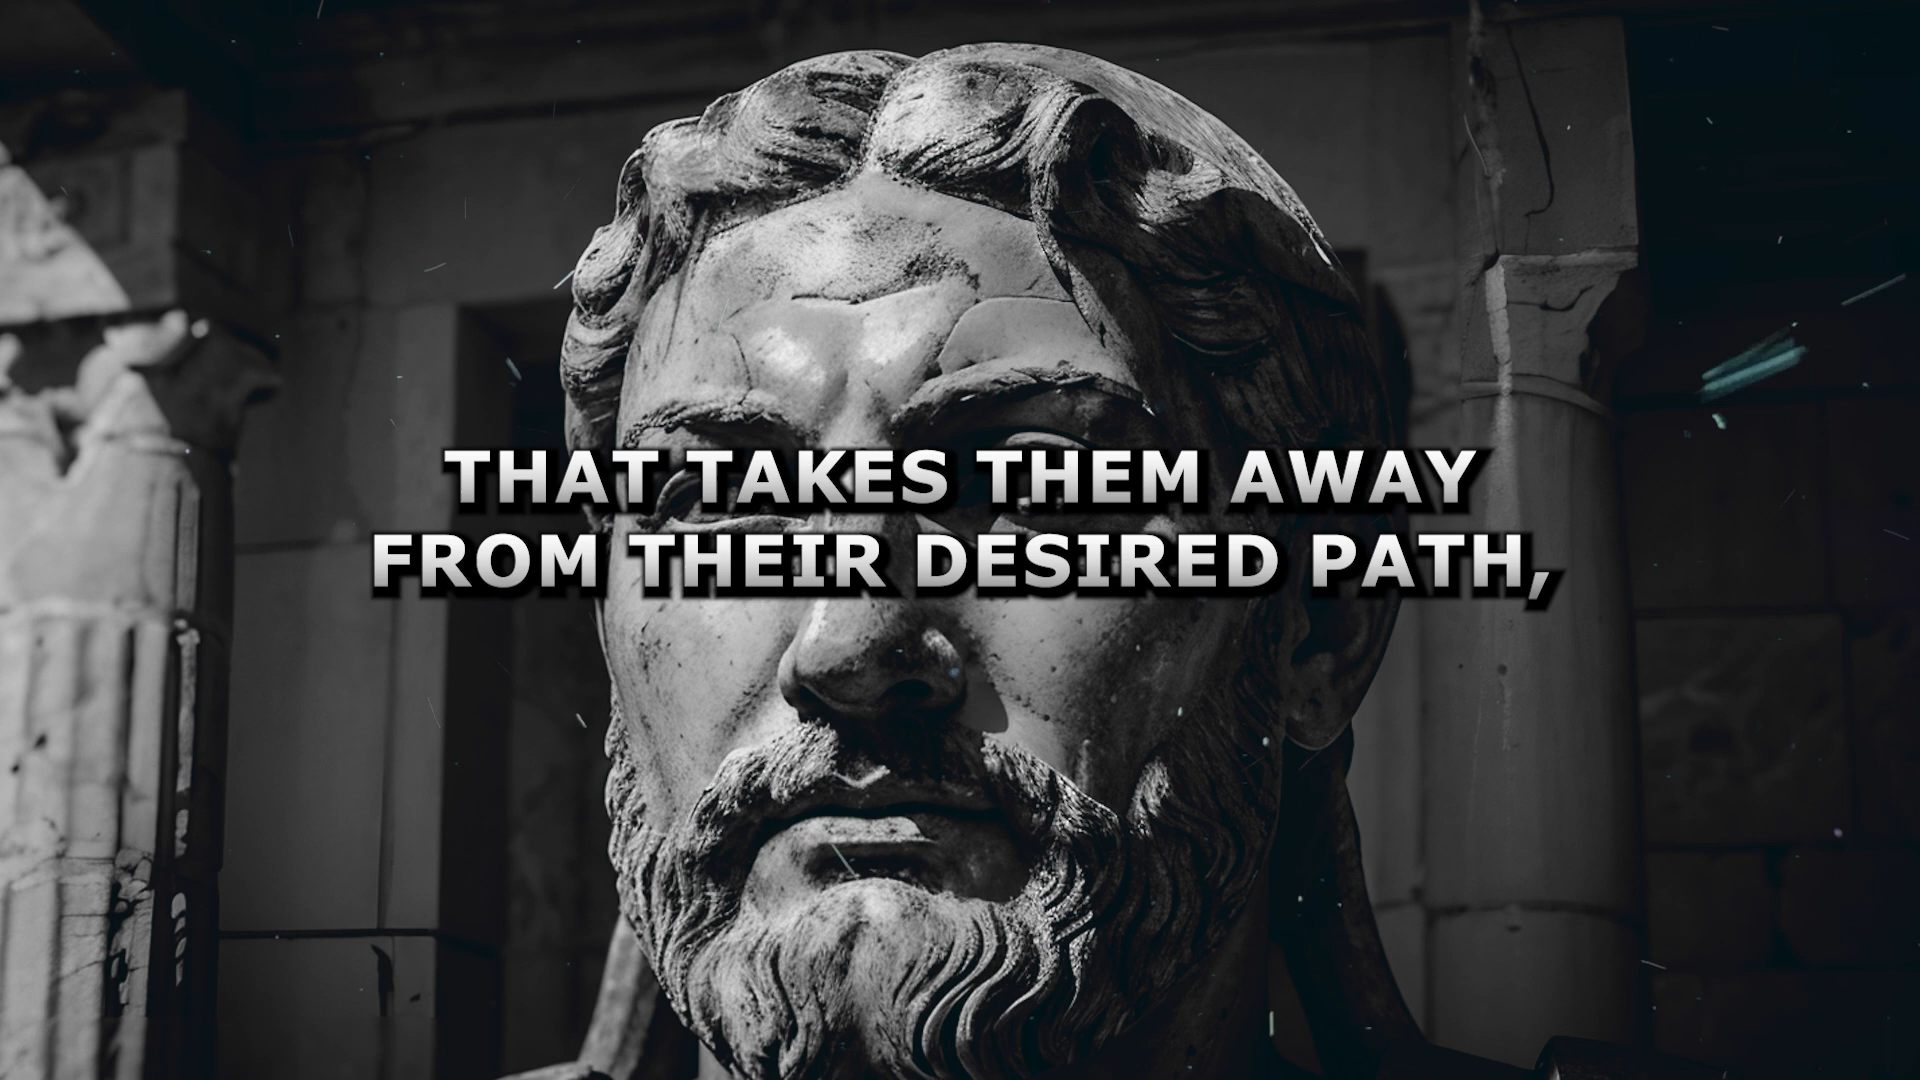 THAT TAKES THEM AWAY
FROM THEIR DESIRED PATH,